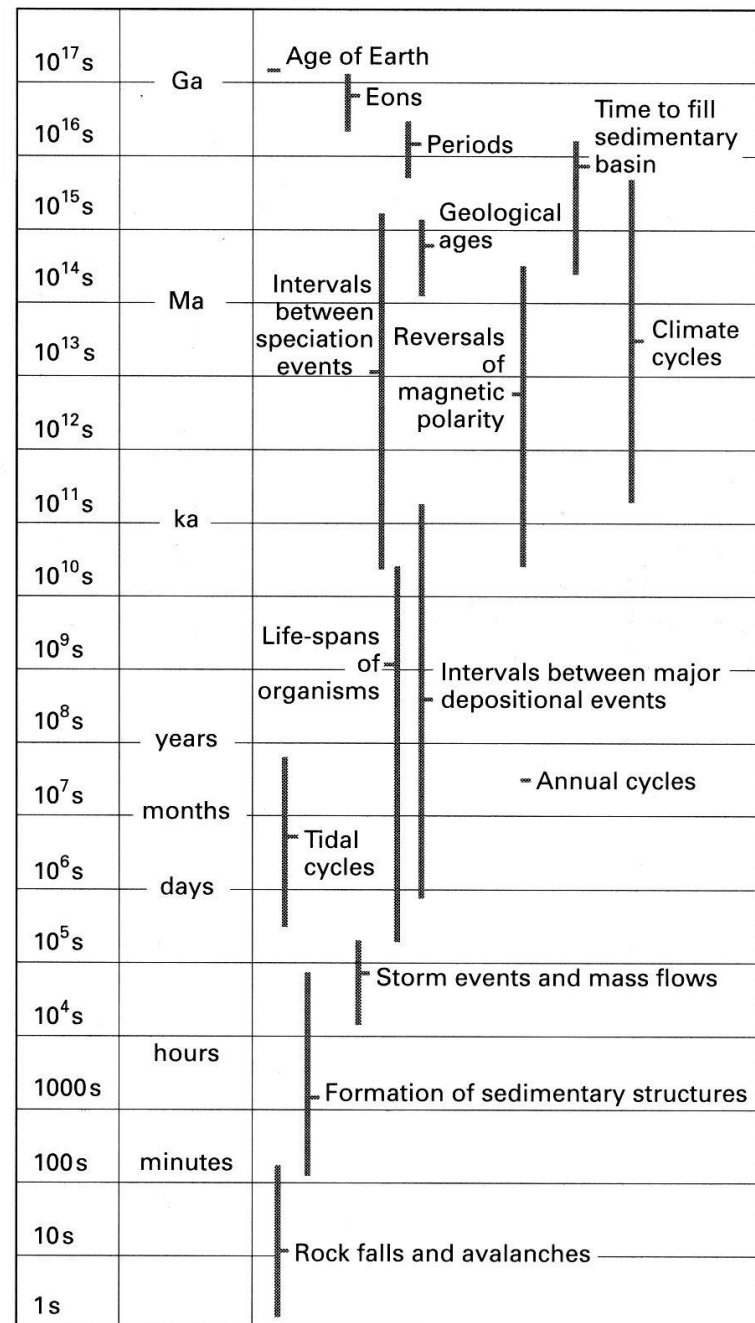 10¹⁷s
Ga
Age of Earth
Eons
10¹⁶s
Periods
Time to fill
sedimentary
basin
10¹⁵s
Geological
ages
10¹⁴s
Ma
Intervals
between
speciation
events
10¹³s
Reversals
of
magnetic
polarity
Climate
cycles
10¹²s
10¹¹s
ka
10¹⁰s
10⁹s
Life-spans
of
organisms
Intervals between major
depositional events
10⁸s
years
10⁷s
months
Annual cycles
Tidal
cycles
10⁶s
days
10⁵s
Storm events and mass flows
10⁴s
hours
1000s
Formation of sedimentary structures
100s
minutes
10s
Rock falls and avalanches
1s